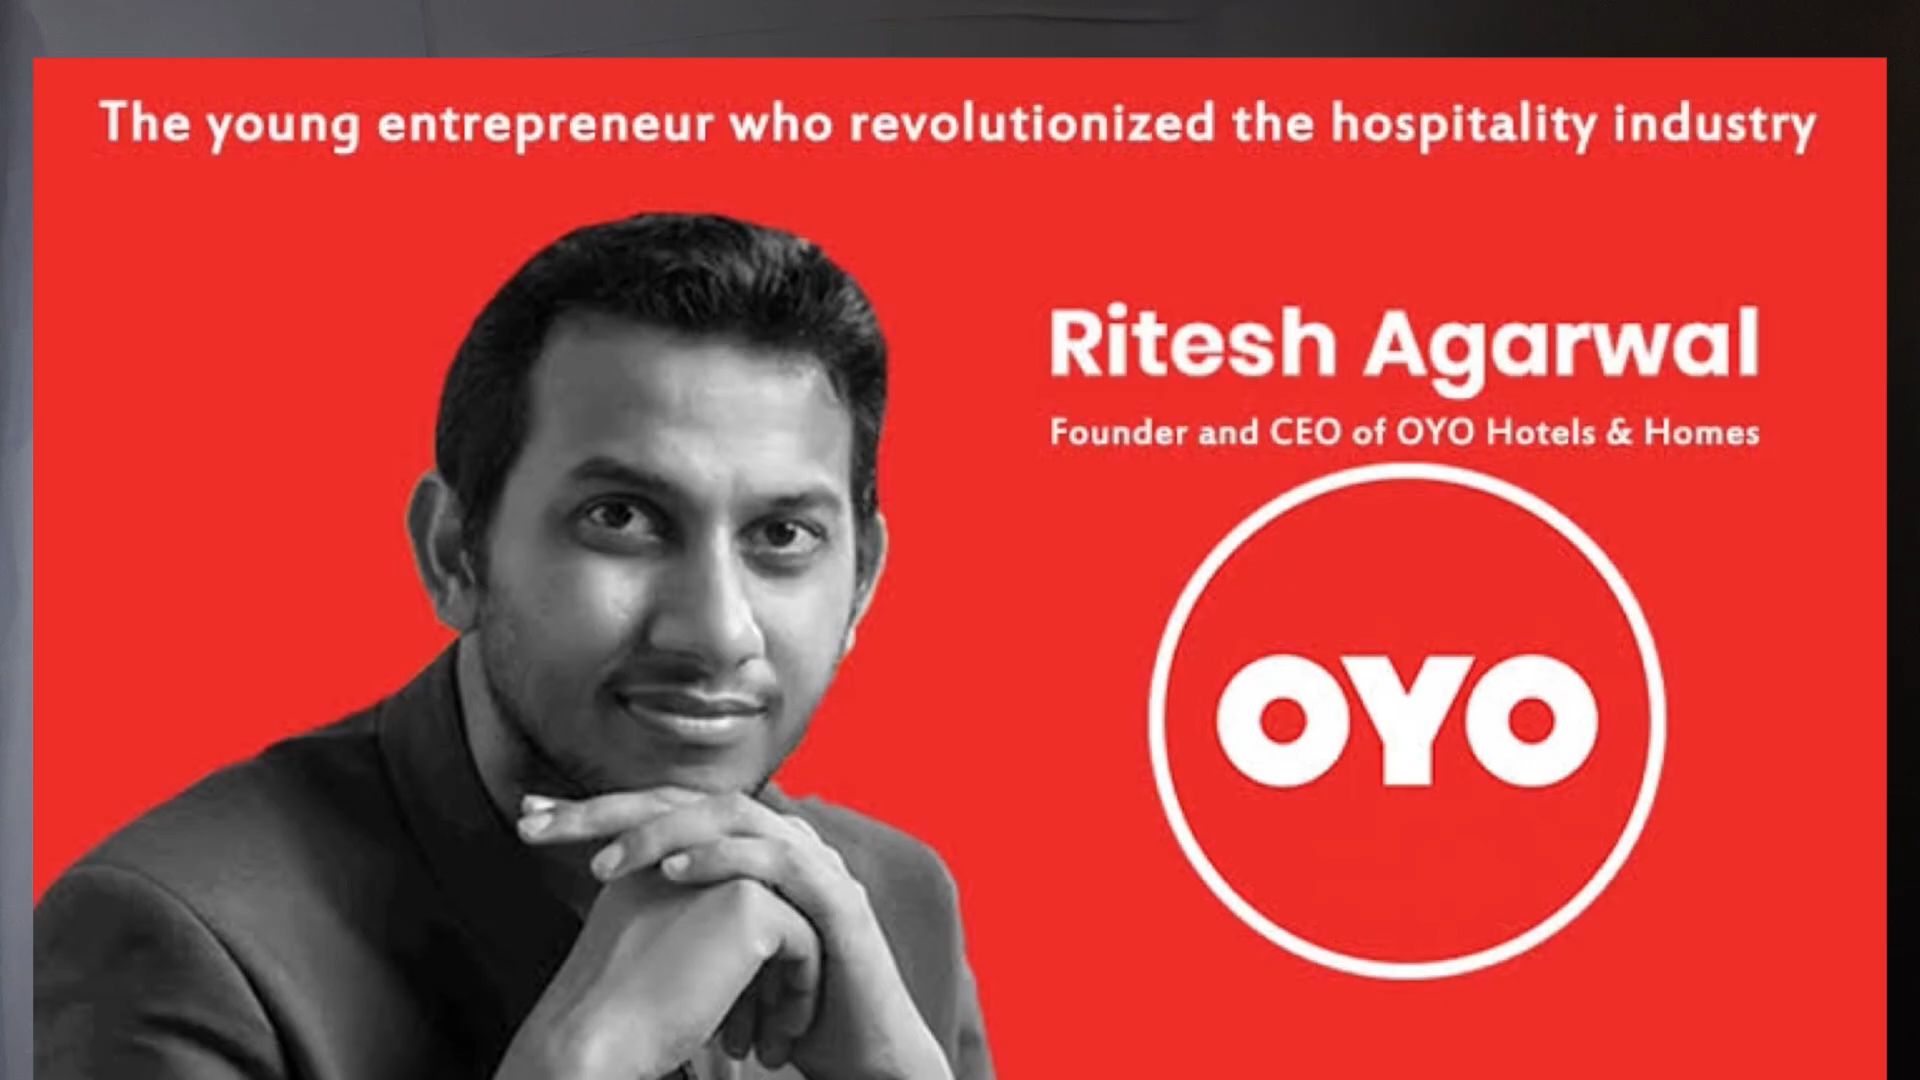 The young entrepreneur who revolutionized the hospitality industry
Ritesh Agarwal
Founder and CEO of OYO Hotels & Homes
OYO